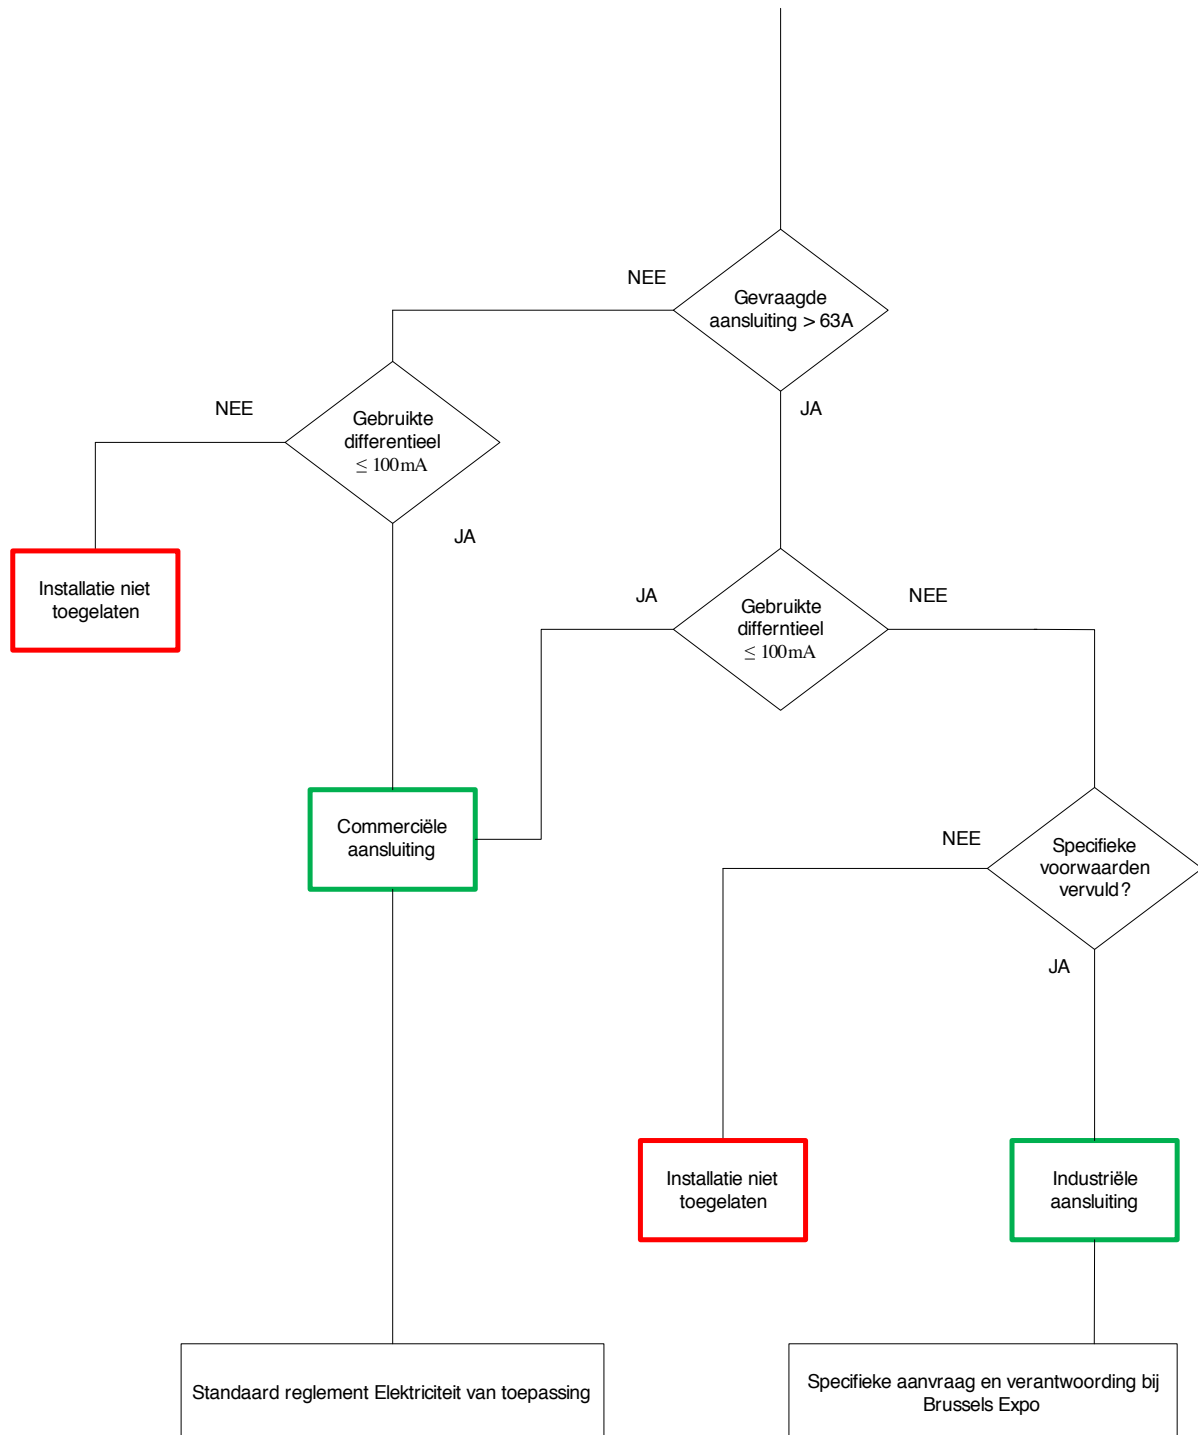 NEE
Gevraagde
aansluiting > 63A
NEE
JA
Gebruikte
differentieel
≤ 100mA
JA
Installatie niet
toegelaten
JA
NEE
Gebruikte
differntieel
≤ 100mA
Commerciële
aansluiting
NEE
Specifieke
voorwaarden
vervuld?
JA
Installatie niet
toegelaten
Industriële
aansluiting
Standaard reglement Elektriciteit van toepassing
Specifieke aanvraag en verantwoording bij
Brussels Expo